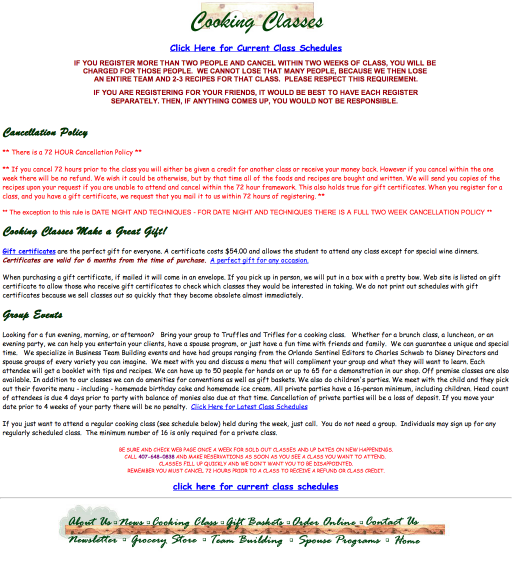 Cooking Classes
Click Here for Current Class Schedules
IF YOU REGISTER MORE THAN TWO PEOPLE AND CANCEL WITHIN TWO WEEKS OF CLASS, YOU WILL BE
CHARGED FOR THOSE PEOPLE. WE CANNOT LOSE THAT MANY PEOPLE, BECAUSE WE THEN LOSE
AN ENTIRE TEAM AND 2-3 RECIPES FOR THAT CLASS. PLEASE RESPECT THIS REQUIREMENT.
IF YOU ARE REGISTERING FOR YOUR FRIENDS, IT WOULD BE BEST TO HAVE EACH REGISTER
SEPARATELY. THEN, IF ANYTHING COMES UP, YOU WOULD NOT BE RESPONSIBLE.
Cancellation Policy
** There is a 72 HOUR Cancellation Policy **
** If you cancel 72 hours prior to the class you will either be given a credit for another class or receive your money back. However if you cancel within the one
week there will be no refund. We wish it could be otherwise, but by that time all of the foods and recipes are bought and written. We will send you copies of the
recipes upon your request if you are unable to attend and cancel within the 72 hour framework. This also holds true for gift certificates. When you register for a
class, and you have a gift certificate, we request that you mail it to us within 72 hours of registering. **
** The exception to this rule is DATE NIGHT AND TECHNIQUES - FOR DATE NIGHT AND TECHNIQUES THERE IS A FULL TWO WEEK CANCELLATION POLICY **
Cooking Classes Make a Great Gift!
Gift certificates are the perfect gift for everyone. A certificate costs $54.00 and allows the student to attend any class except for special wine dinners.
Certificates are valid for 6 months from the time of purchase. A perfect gift for any occasion.
When purchasing a gift certificate, if mailed it will come in an envelope. If you pick up in person, we will put in a box with a pretty bow. Web site is listed on gift
certificate to allow those who receive gift certificates to check which classes they would be interested in taking. We do not print out schedules with gift
certificates because we sell classes out so quickly that they become obsolete almost immediately.
Group Events
Looking for a fun evening, morning, or afternoon? Bring your group to Truffles and Trifles for a cooking class. Whether for a brunch class, a luncheon, or an
evening party, we can help you entertain your clients, have a spouse program, or just have a fun time with friends and family. We can guarantee a unique and special
time. We specialize in Business Team Building events and have had groups ranging from the Orlando Sentinel Editors to Charles Schwab to Disney Directors and
spouse groups of every variety you can imagine. We meet with you and discuss a menu that will compliment your group and what they will want to learn. Each
attendee will get a booklet with tips and recipes. We can have up to 50 people for hands on or up to 65 for a demonstration in our shop. Off premise classes are also
available. In addition to our classes we can do amenities for conventions as well as gift baskets. We also do children's parties. We meet with the child and they pick
out their favorite menu - including - homemade birthday cake and homemade ice cream. All private parties have a 16-person minimum, including children. Head count
of attendees is due 4 days prior to party with balance of monies also due at that time. Cancellation of private parties will be a loss of deposit. If you move your
date prior to 4 weeks of your party there will be no penalty. Click Here for Latest Class Schedules
If you just want to attend a regular cooking class (see schedule below) held during the week, just call. You do not need a group. Individuals may sign up for any
regularly scheduled class. The minimum number of 16 is only required for a private class.
BE SURE AND CHECK WEB PAGE ONCE A WEEK FOR SOLD OUT CLASSES AND UP DATES ON NEW HAPPENINGS.
CALL 407-648-0838 AND MAKE RESERVATIONS AS SOON AS YOU SEE A CLASS YOU WANT TO ATTEND.
CLASSES FILL UP QUICKLY AND WE DON'T WANT YOU TO BE DISAPPOINTED.
REMEMBER YOU MUST CANCEL 72 HOURS PRIOR TO A CLASS TO RECEIVE A REFUND OR CLASS CREDIT.
click here for current class schedules
About Us News Cooking Class Gift Baskets Order Online Contact Us
Newsletter Grocery Store Team Building Spouse Programs Home